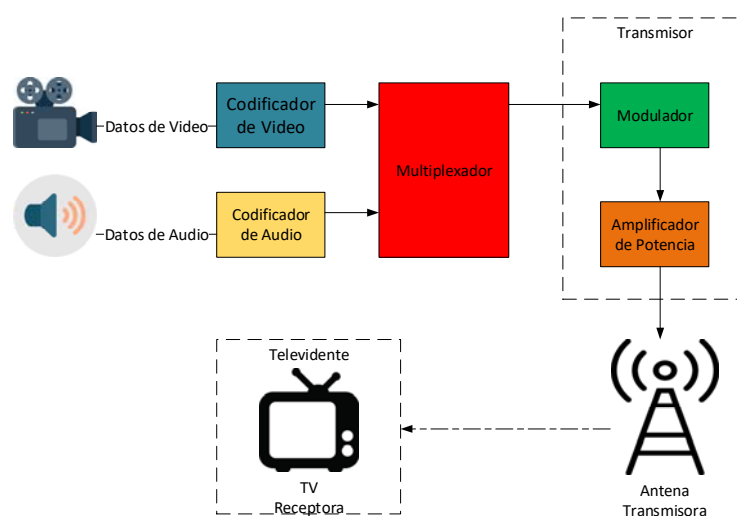 Transmisor
Datos de Video
Codificador
de Video
Multiplexador
Modulador
Datos de Audio
Codificador
de Audio
Amplificador
de Potencia
Televidente
TV
Receptora
Antena
Transmisora